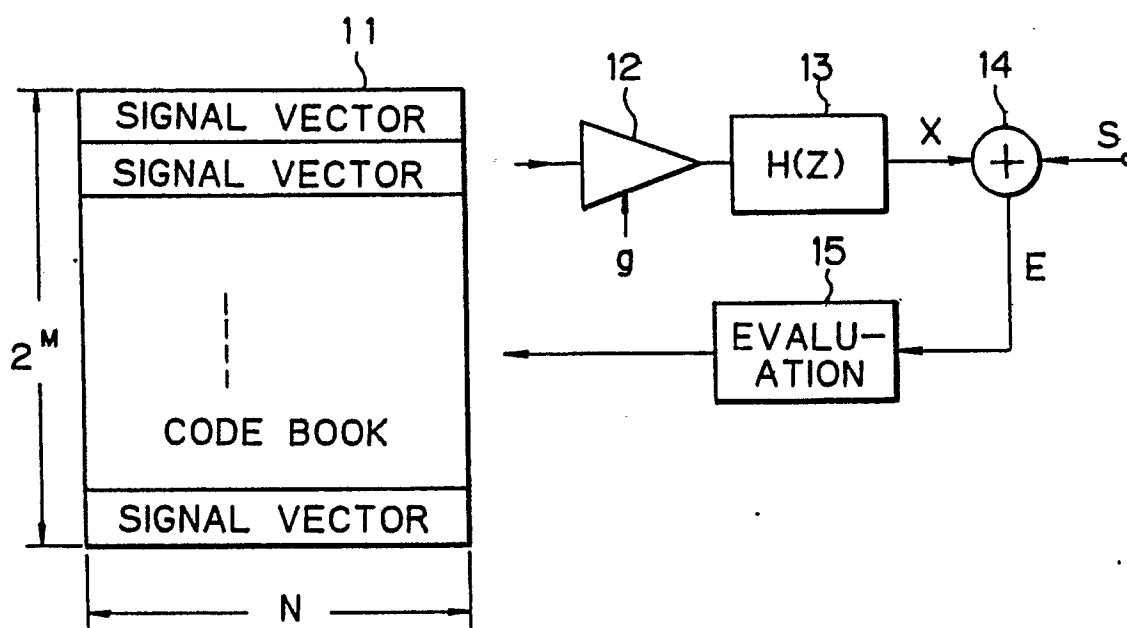 11
SIGNAL VECTOR
SIGNAL VECTOR
CODE BOOK
SIGNAL VECTOR
2^M
N
12
g
13
H(Z)
X
14
+
S
E
15
EVALU-
ATION